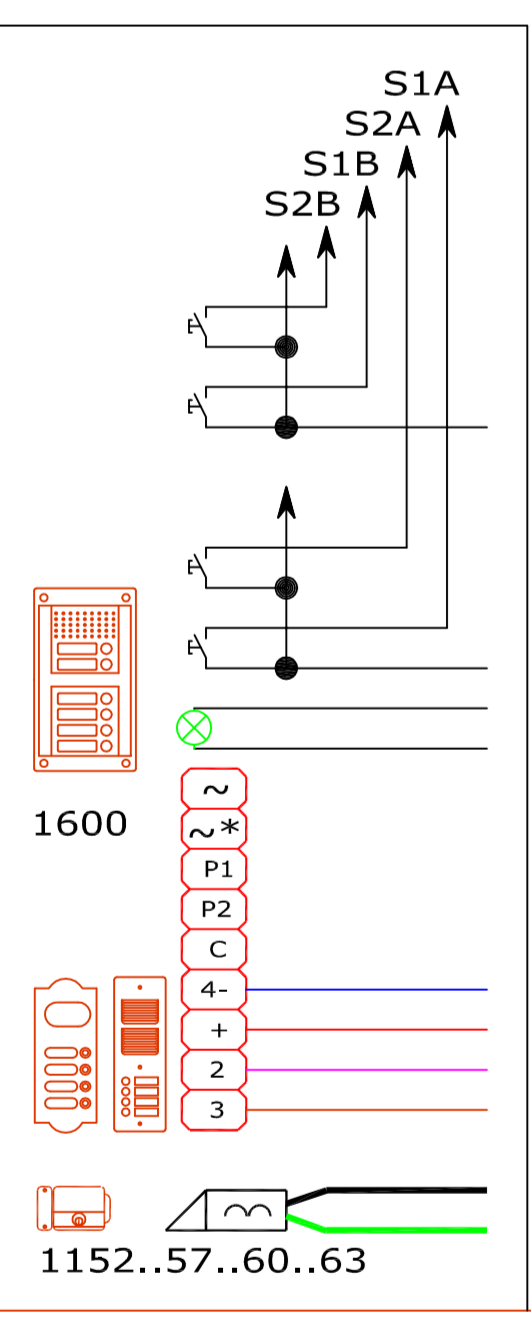 S1A
S2A
S1B
S2B
1600
~
~*
P1
P2
C
4-
+
2
3
1152..57..60..63